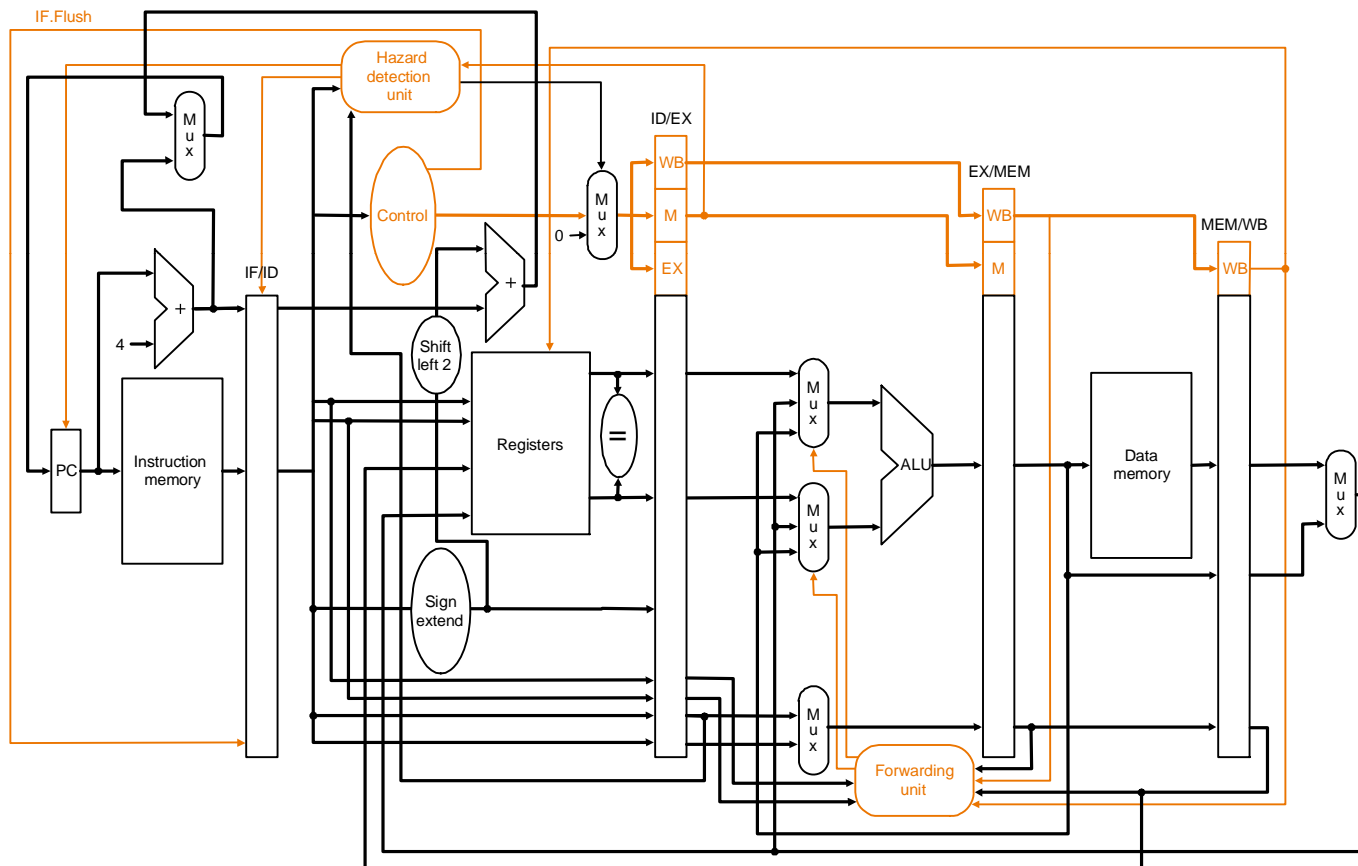 IF.Flush
Hazard
detection
unit
M
u
x
ID/EX
WB
M
EX
Control
0
M
u
x
EX/MEM
WB
M
MEM/WB
WB
IF/ID
+
4
+
Shift
left 2
PC
Instruction
memory
Registers
=
M
u
x
M
u
x
ALU
Data
memory
M
u
x
Sign
extend
M
u
x
Forwarding
unit